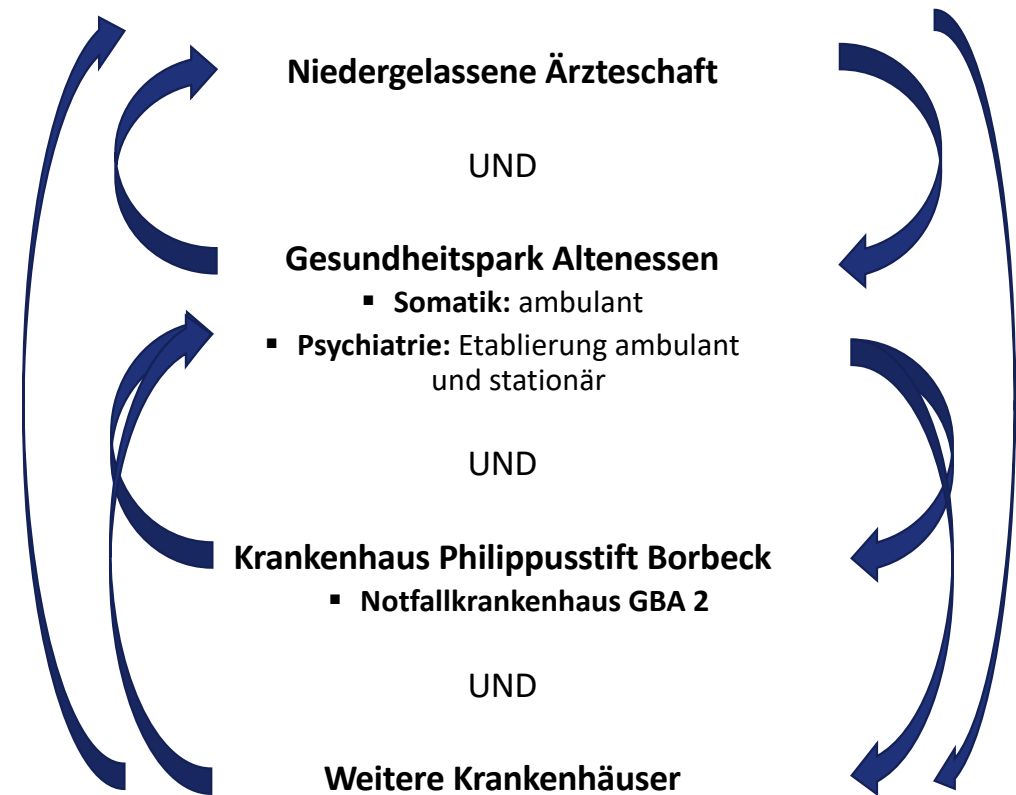 Niedergelassene Ärzteschaft
UND
Gesundheitspark Altenessen
▪ Somatik: ambulant
▪ Psychiatrie: Etablierung ambulant
und stationär
UND
Krankenhaus Philippusstift Borbeck
▪ Notfallkrankenhaus GBA 2
UND
Weitere Krankenhäuser